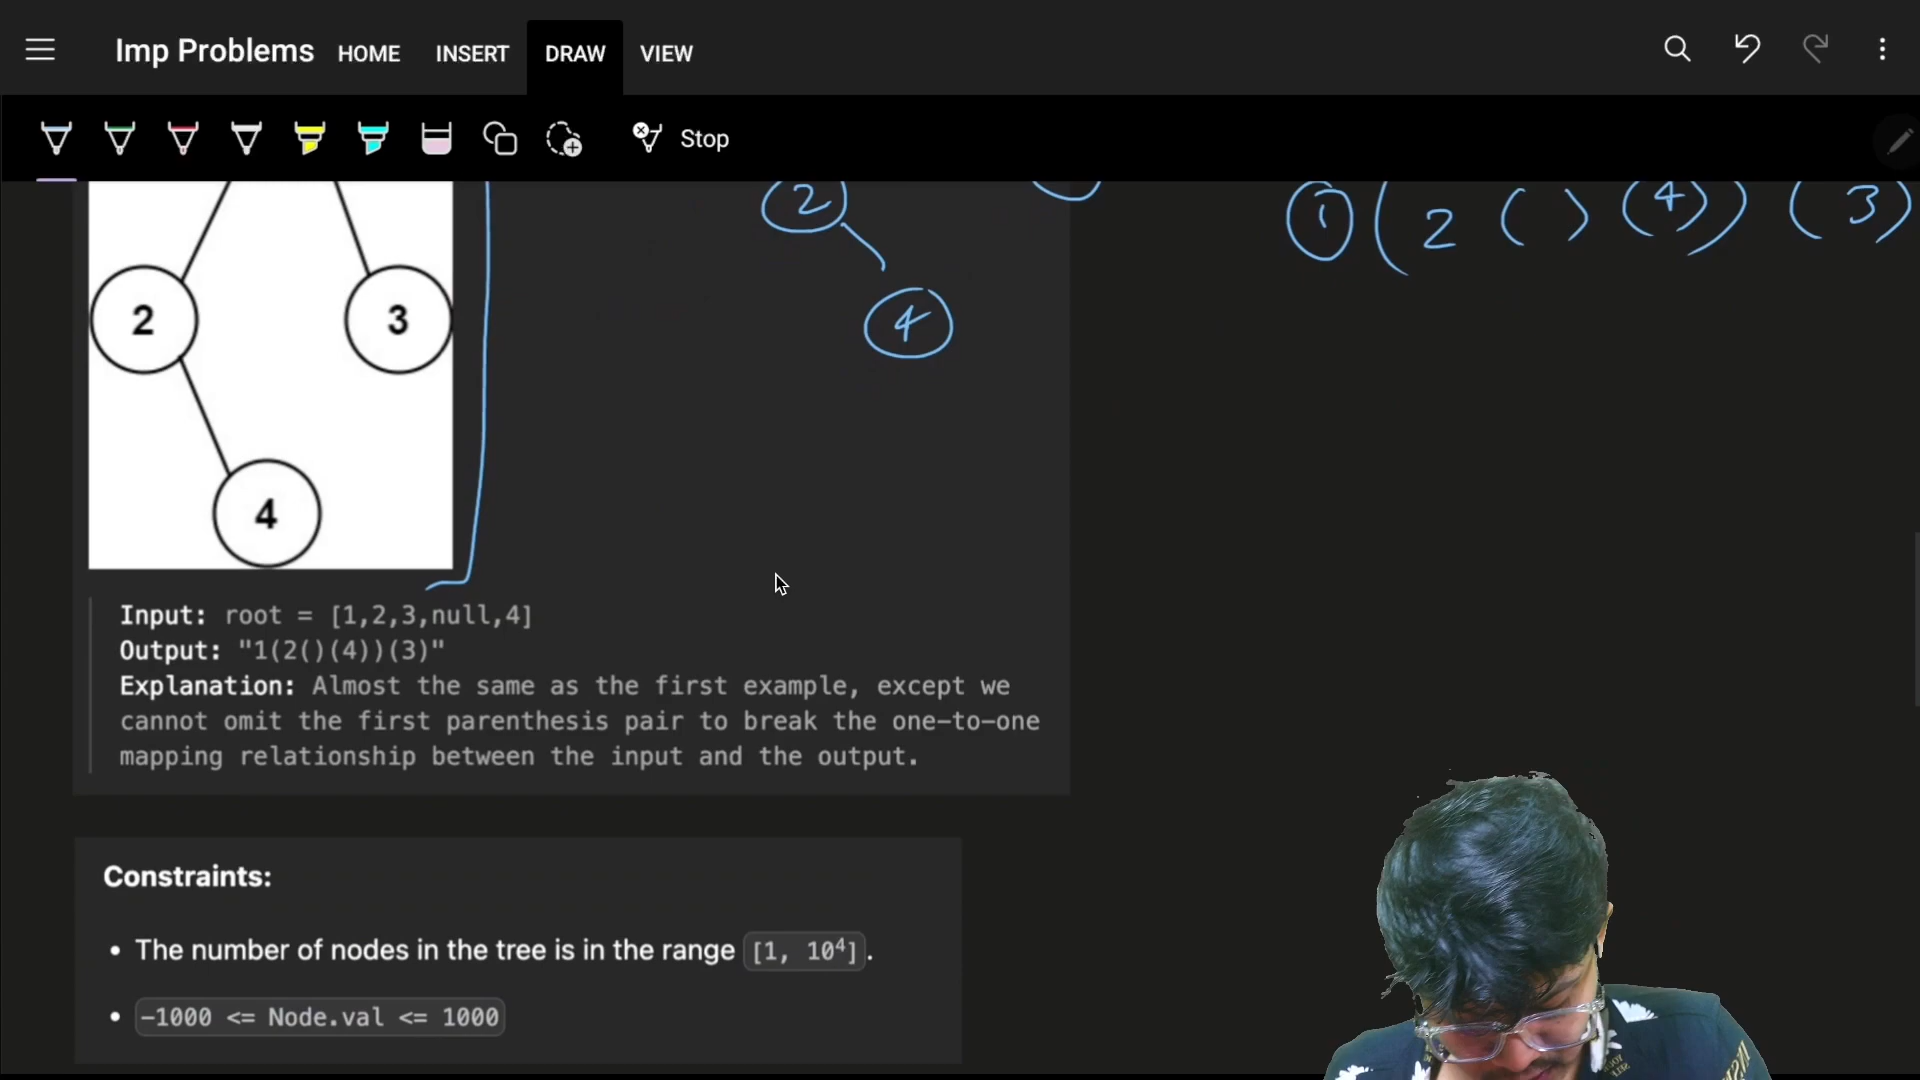 Imp Problems HOME INSERT DRAW VIEW
Stop
2
1 ( 2 ( ) (4)) ( 3 )
2
3
4
4
Input: root = [1,2,3,null,4]
Output: "1(2()(4))(3)"
Explanation: Almost the same as the first example, except we
cannot omit the first parenthesis pair to break the one-to-one
mapping relationship between the input and the output.
Constraints:
• The number of nodes in the tree is in the range [1, 10⁴].
• -1000 <= Node.val <= 1000